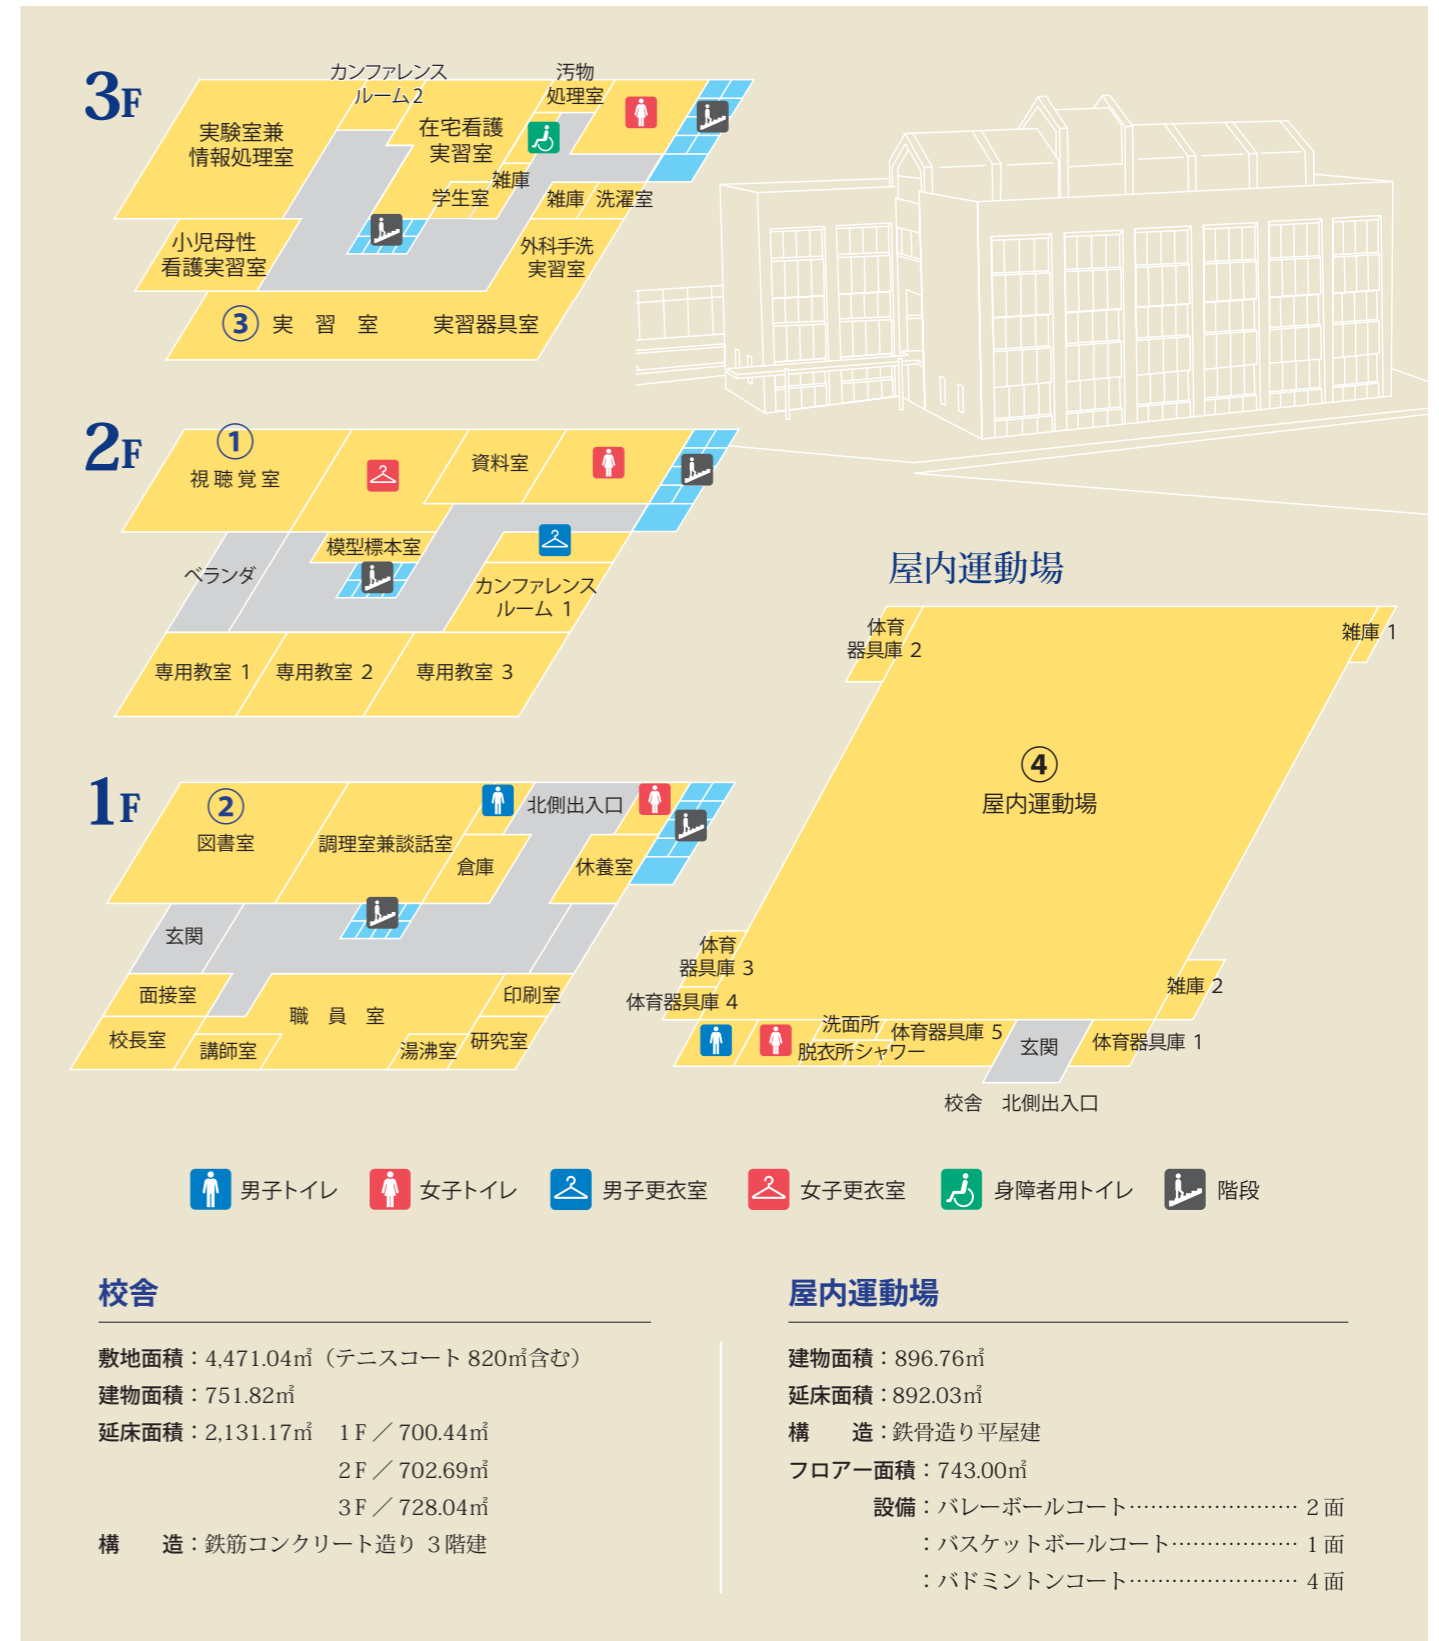 3F
カンファレンス
ルーム2
汚物
処理室
実験室兼
情報処理室
在宅看護
実習室
雑庫
学生室
雑庫
洗濯室
小児母性
看護実習室
外科手洗
実習室
③ 実 習 室
実習器具室
2F
①
視聴覚室
資料室
模型標本室
ベランダ
カンファレンス
ルーム 1
専用教室 1
専用教室 2
専用教室 3
1F
②
図書室
調理室兼談話室
北側出入口
倉庫
休養室
玄関
面接室
職 員 室
印刷室
校長室
講師室
湯沸室
研究室
屋内運動場
体育
器具庫 2
雑庫 1
④
屋内運動場
体育
器具庫 3
体育器具庫 4
雑庫 2
洗面所
体育器具庫 5
脱衣所
シャワー
玄関
体育器具庫 1
校舎 北側出入口
男子トイレ
女子トイレ
男子更衣室
女子更衣室
身障者用トイレ
階段
校舎
敷地面積：4,471.04㎡（テニスコート 820㎡含む）
建物面積：751.82㎡
延床面積：2,131.17㎡ 1F／700.44㎡
2F／702.69㎡
3F／728.04㎡
構 造：鉄筋コンクリート造り 3階建
屋内運動場
建物面積：896.76㎡
延床面積：892.03㎡
構 造：鉄骨造り平屋建
フロアー面積：743.00㎡
設備：バレーボールコート…………………… 2面
：バスケットボールコート……………… 1面
：バドミントンコート…………………… 4面